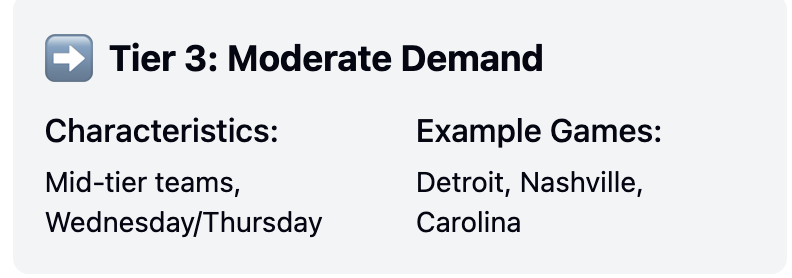 ➡️ Tier 3: Moderate Demand
Characteristics:
Mid-tier teams,
Wednesday/Thursday
Example Games:
Detroit, Nashville,
Carolina